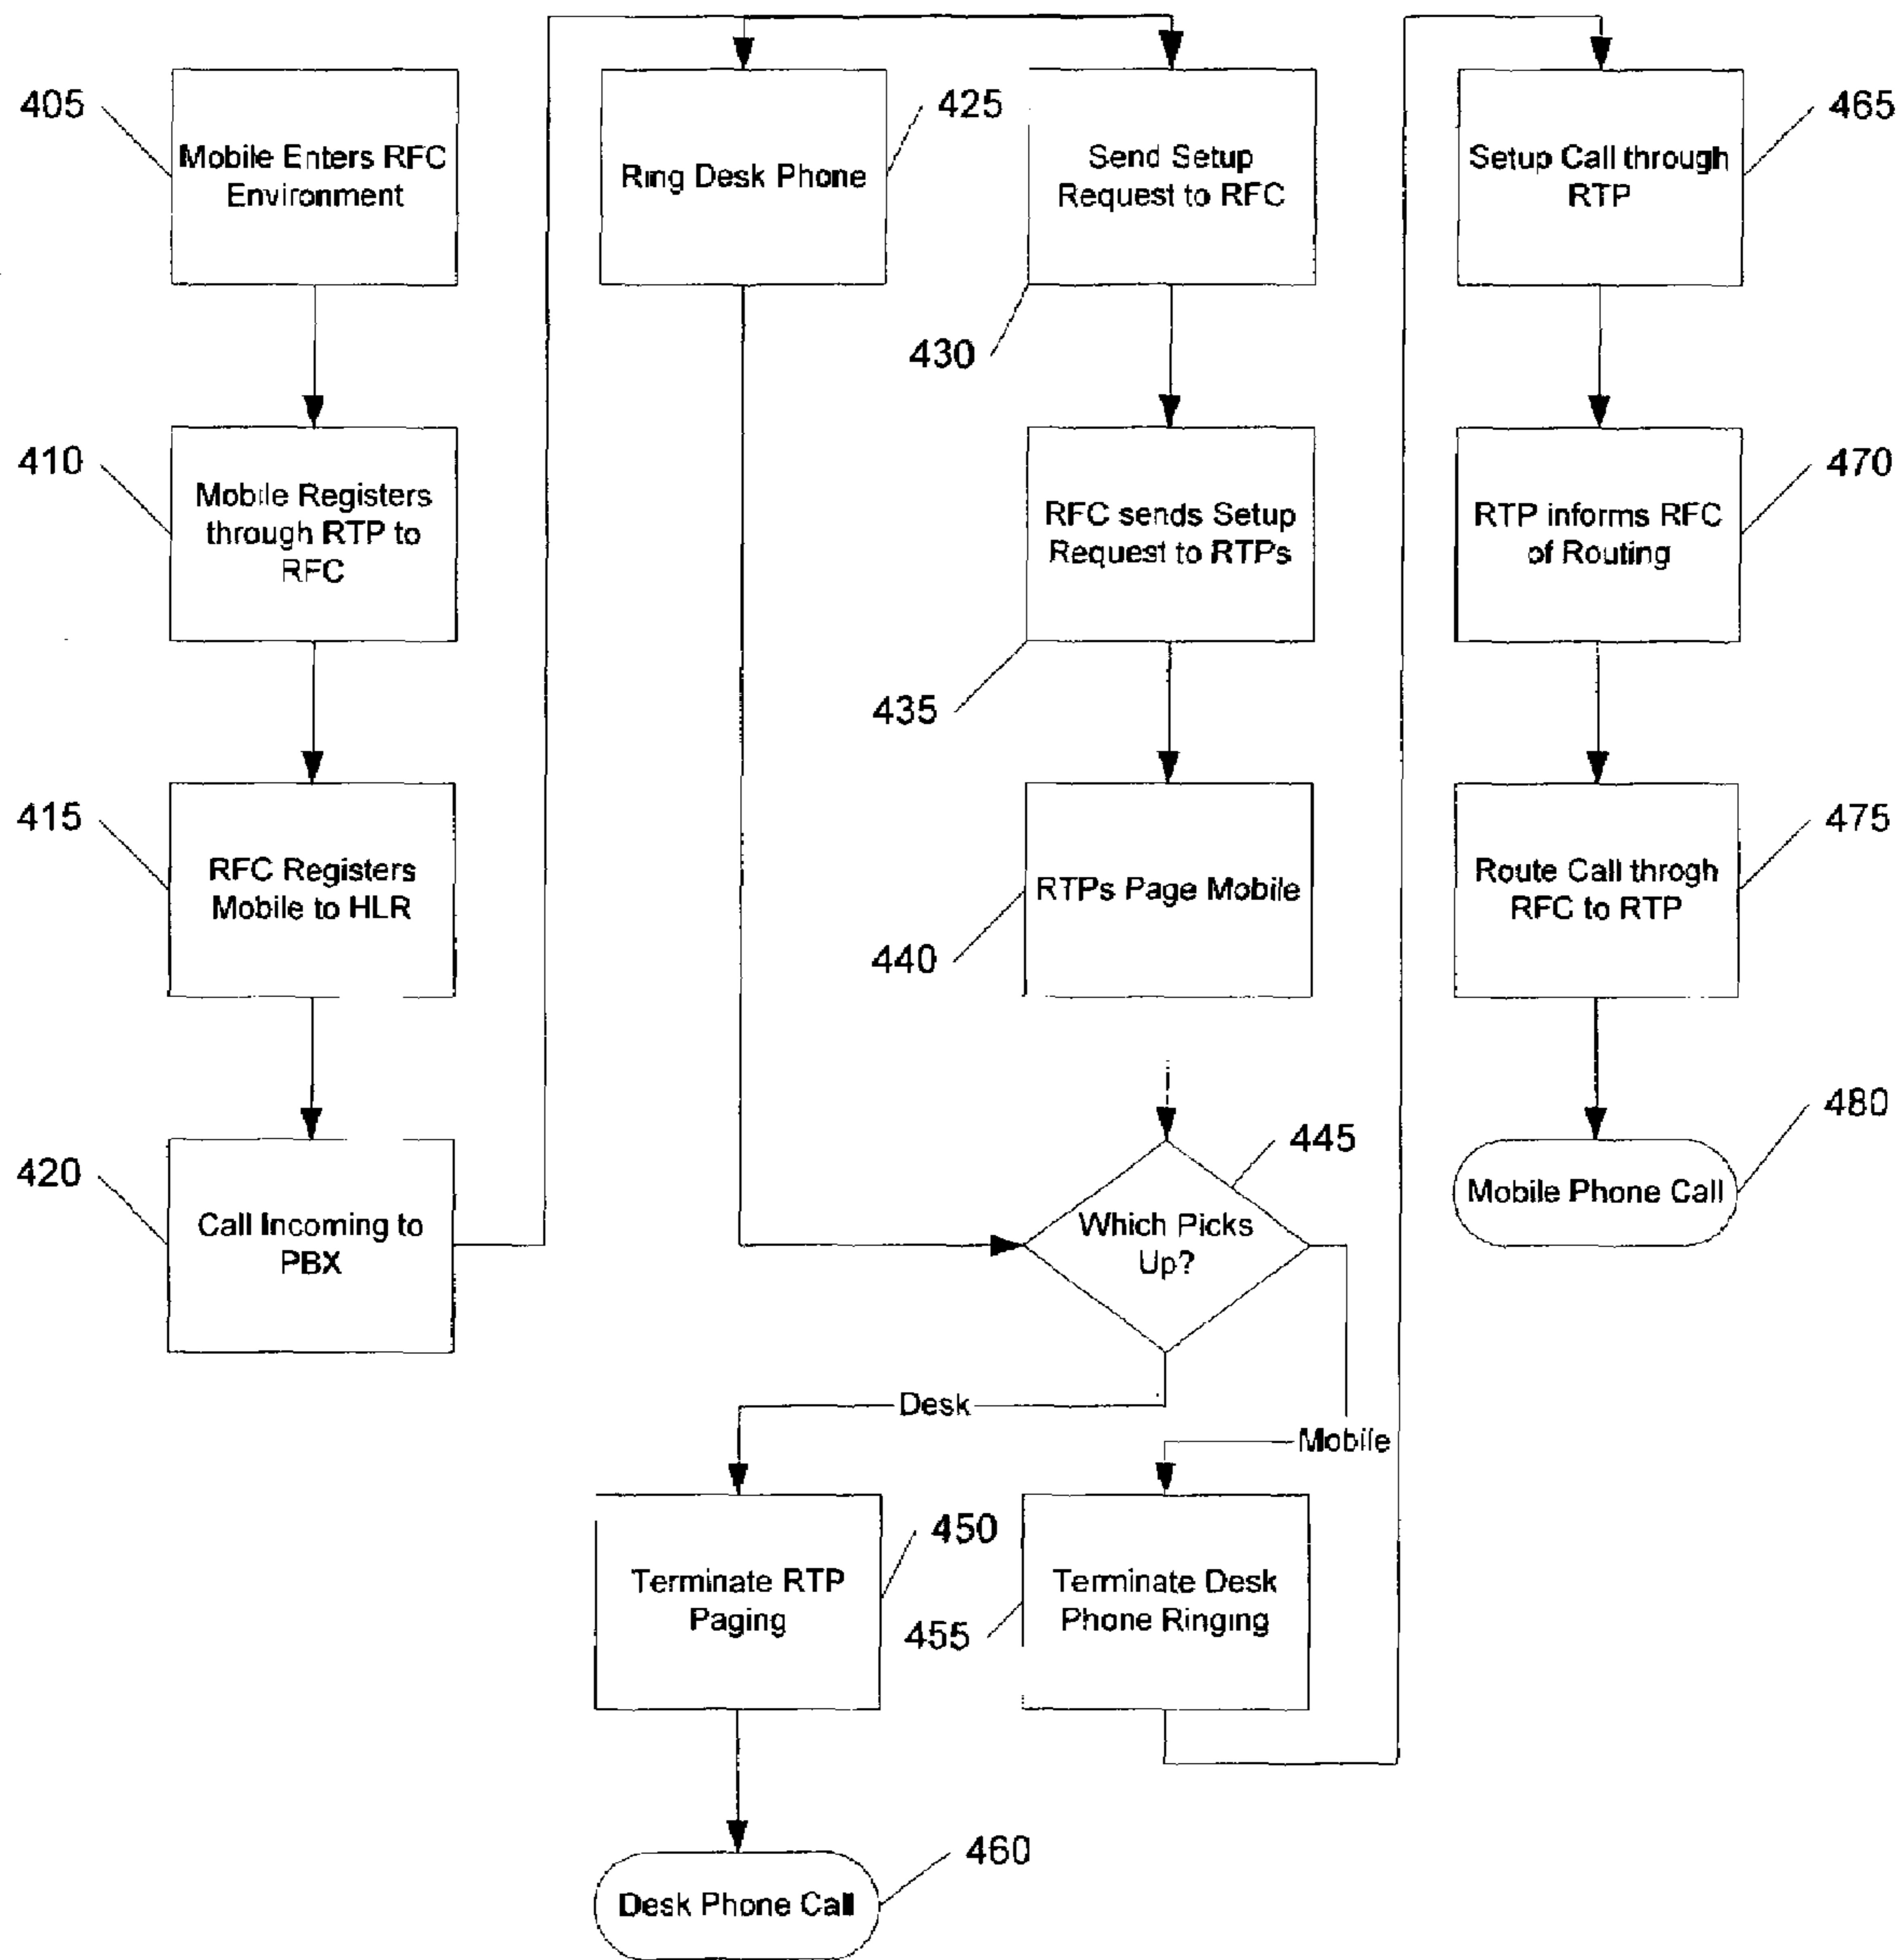 405
Mobile Enters RFC
Environment
410
Mobile Registers
through RTP to
RFC
415
RFC Registers
Mobile to HLR
420
Call Incoming to
PBX
425
Ring Desk Phone
Send Setup
Request to RFC
430
RFC sends Setup
Request to RTPs
435
RTPs Page Mobile
440
445
Which Picks
Up?
Desk
Mobile
450
Terminate RTP
Paging
455
Terminate Desk
Phone Ringing
460
Desk Phone Call
465
Setup Call through
RTP
470
RTP informs RFC
of Routing
475
Route Call throgh
RFC to RTP
480
Mobile Phone Call